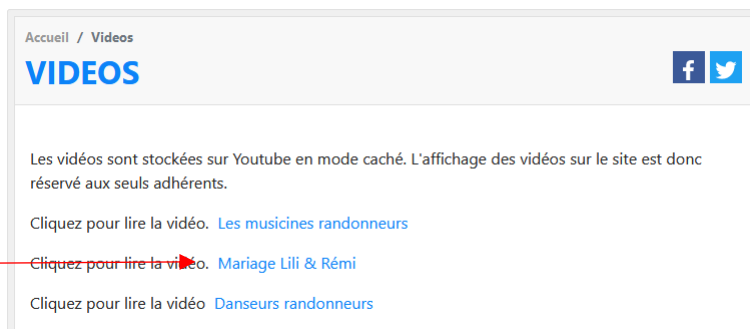 Accueil / Videos
VIDEOS
Les vidéos sont stockées sur Youtube en mode caché. L'affichage des vidéos sur le site est donc
réservé aux seuls adhérents.
Cliquez pour lire la vidéo. Les musicines randonneurs
Cliquez pour lire la vidéo. Mariage Lili & Rémi
Cliquez pour lire la vidéo Danseurs randonneurs